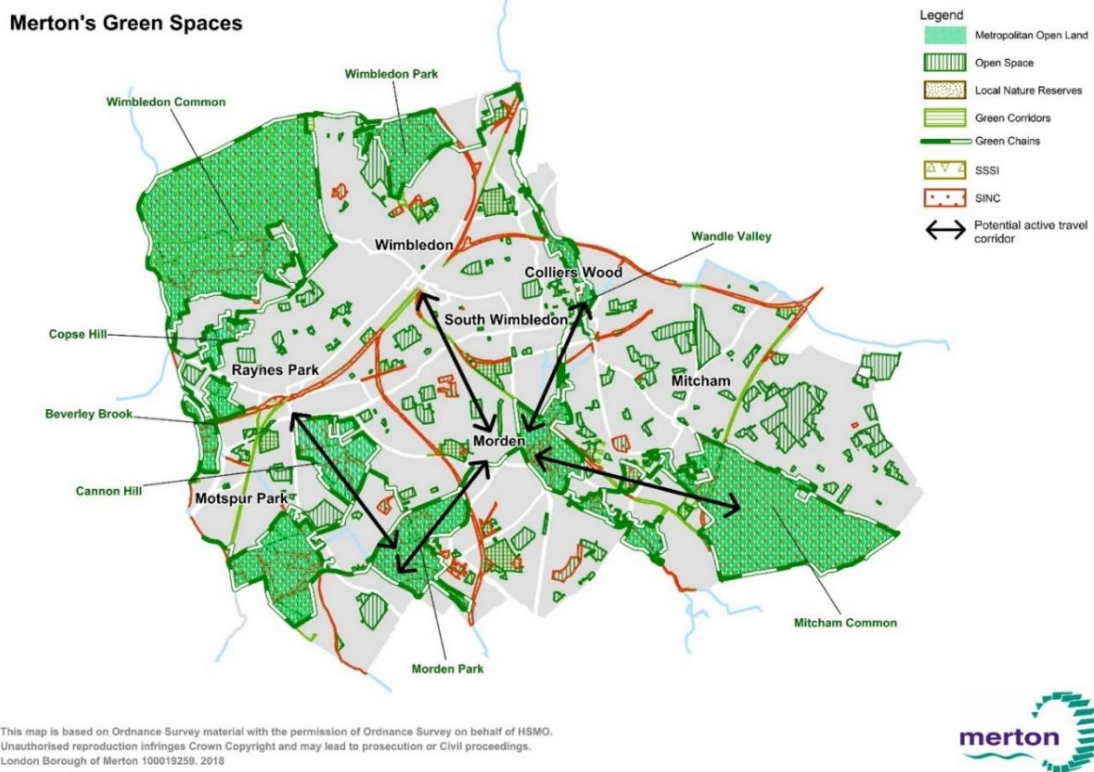 Merton's Green Spaces
Legend
Metropolitan Open Land
Open Space
Local Nature Reserves
Green Corridors
Green Chains
SSSI
SINC
Potential active travel
corridor
Wimbledon Park
Wimbledon Common
Wimbledon
Wandle Valley
Colliers Wood
South Wimbledon
Copse Hill
Raynes Park
Mitcham
Beverley Brook
Morden
Cannon Hill
Motspur Park
Mitcham Common
Morden Park
This map is based on Ordnance Survey material with the permission of Ordnance Survey on behalf of HSMO.
Unauthorised reproduction infringes Crown Copyright and may lead to prosecution or Civil proceedings.
London Borough of Merton 100019259. 2018
merton